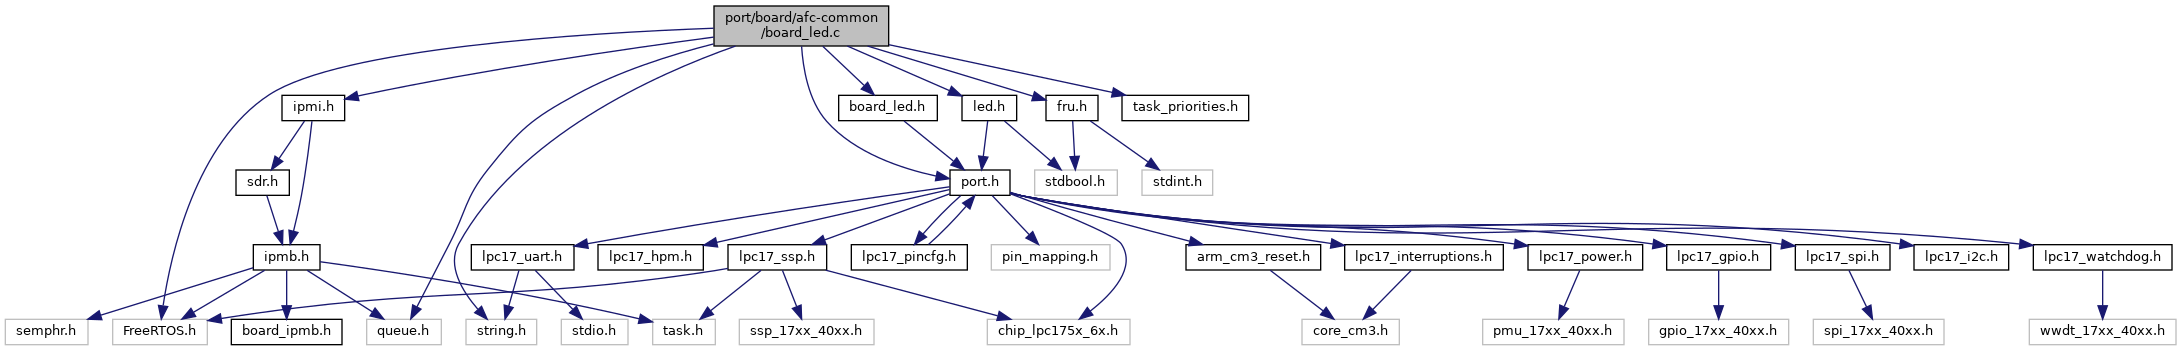 port/board/afc-common
/board_led.c
ipmi.h
board_led.h
led.h
fru.h
task_priorities.h
sdr.h
port.h
stdbool.h
stdint.h
ipmb.h
lpc17_uart.h
lpc17_hpm.h
lpc17_ssp.h
lpc17_pincfg.h
pin_mapping.h
arm_cm3_reset.h
lpc17_interruptions.h
lpc17_power.h
lpc17_gpio.h
lpc17_spi.h
lpc17_i2c.h
lpc17_watchdog.h
semphr.h
FreeRTOS.h
board_ipmb.h
queue.h
string.h
stdio.h
task.h
ssp_17xx_40xx.h
chip_lpc175x_6x.h
core_cm3.h
pmu_17xx_40xx.h
gpio_17xx_40xx.h
spi_17xx_40xx.h
wwdt_17xx_40xx.h